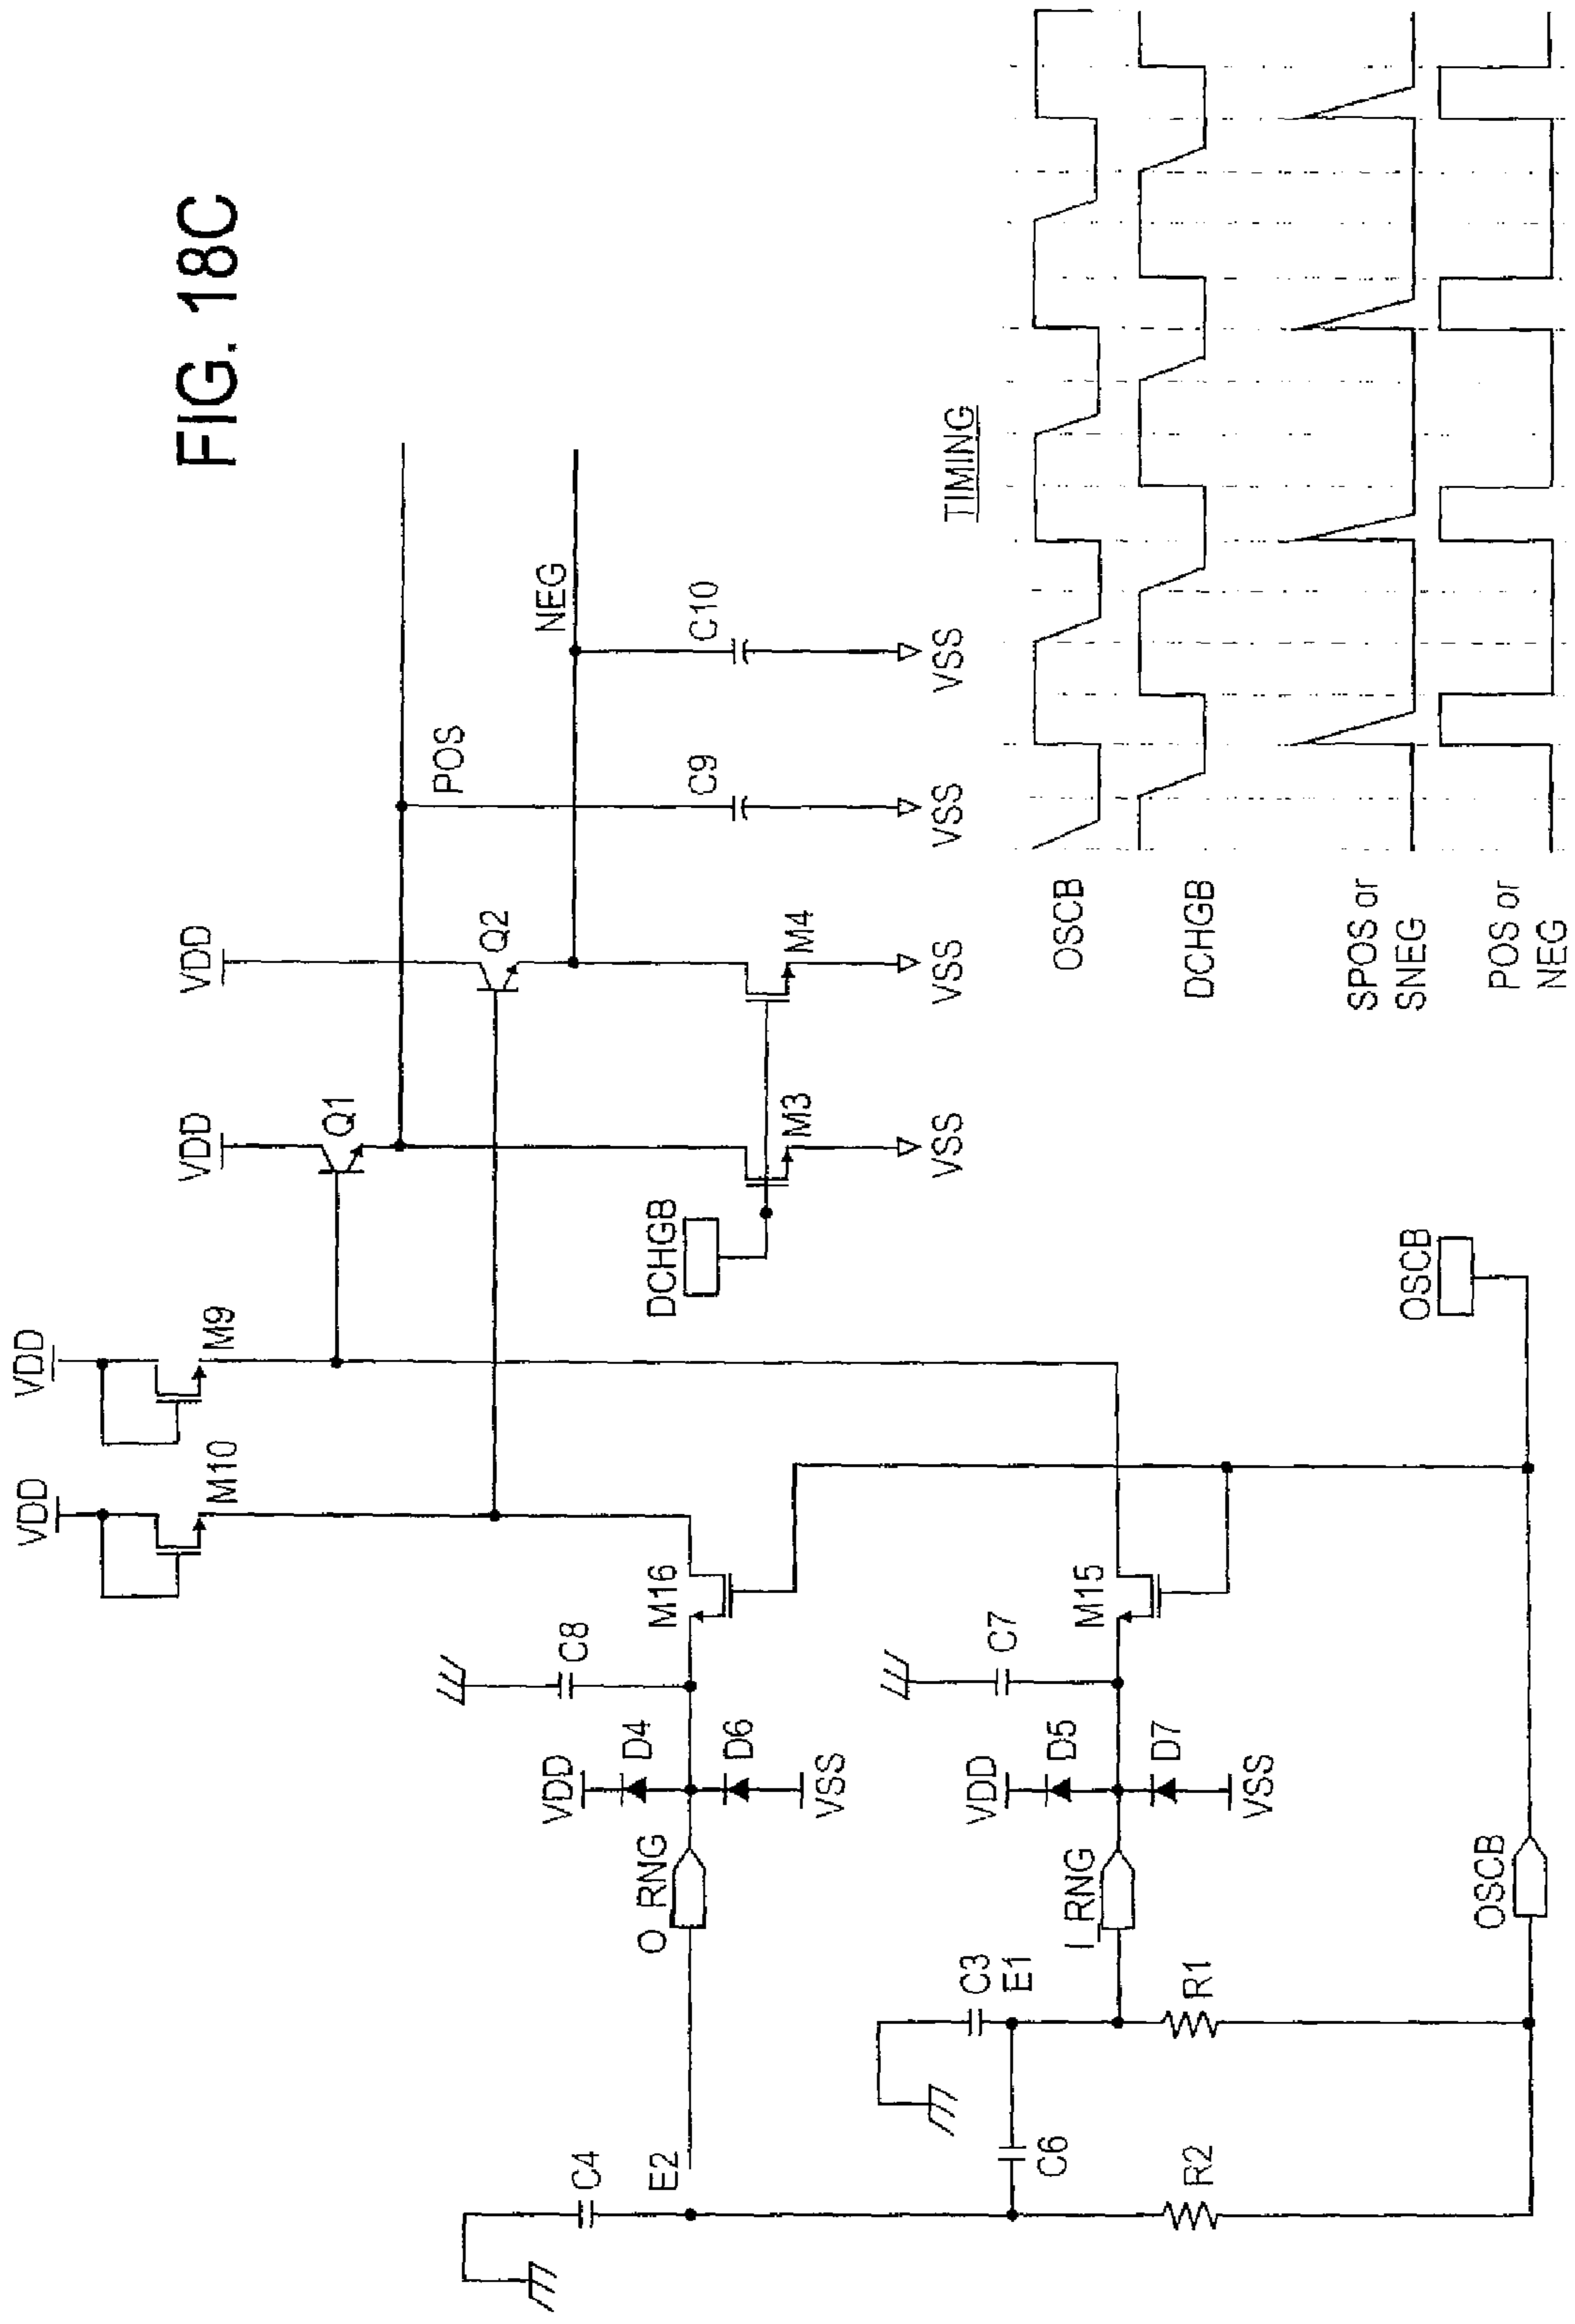 FIG. 18C
VDD
M10
VDD
M9
VDD
Q1
VDD
Q2
POS
NEG
C9
C10
DCHGB
M3
M4
VSS
VSS
VSS
VSS
C4
E2
O_RNG
VDD
D4
D6
VSS
C8
M16
C3
E1
C6
I_RNG
VDD
D5
D7
VSS
C7
M15
R2
R1
OSCB
OSCB
TIMING
OSCB
DCHGB
SPOS or
SNEG
POS or
NEG